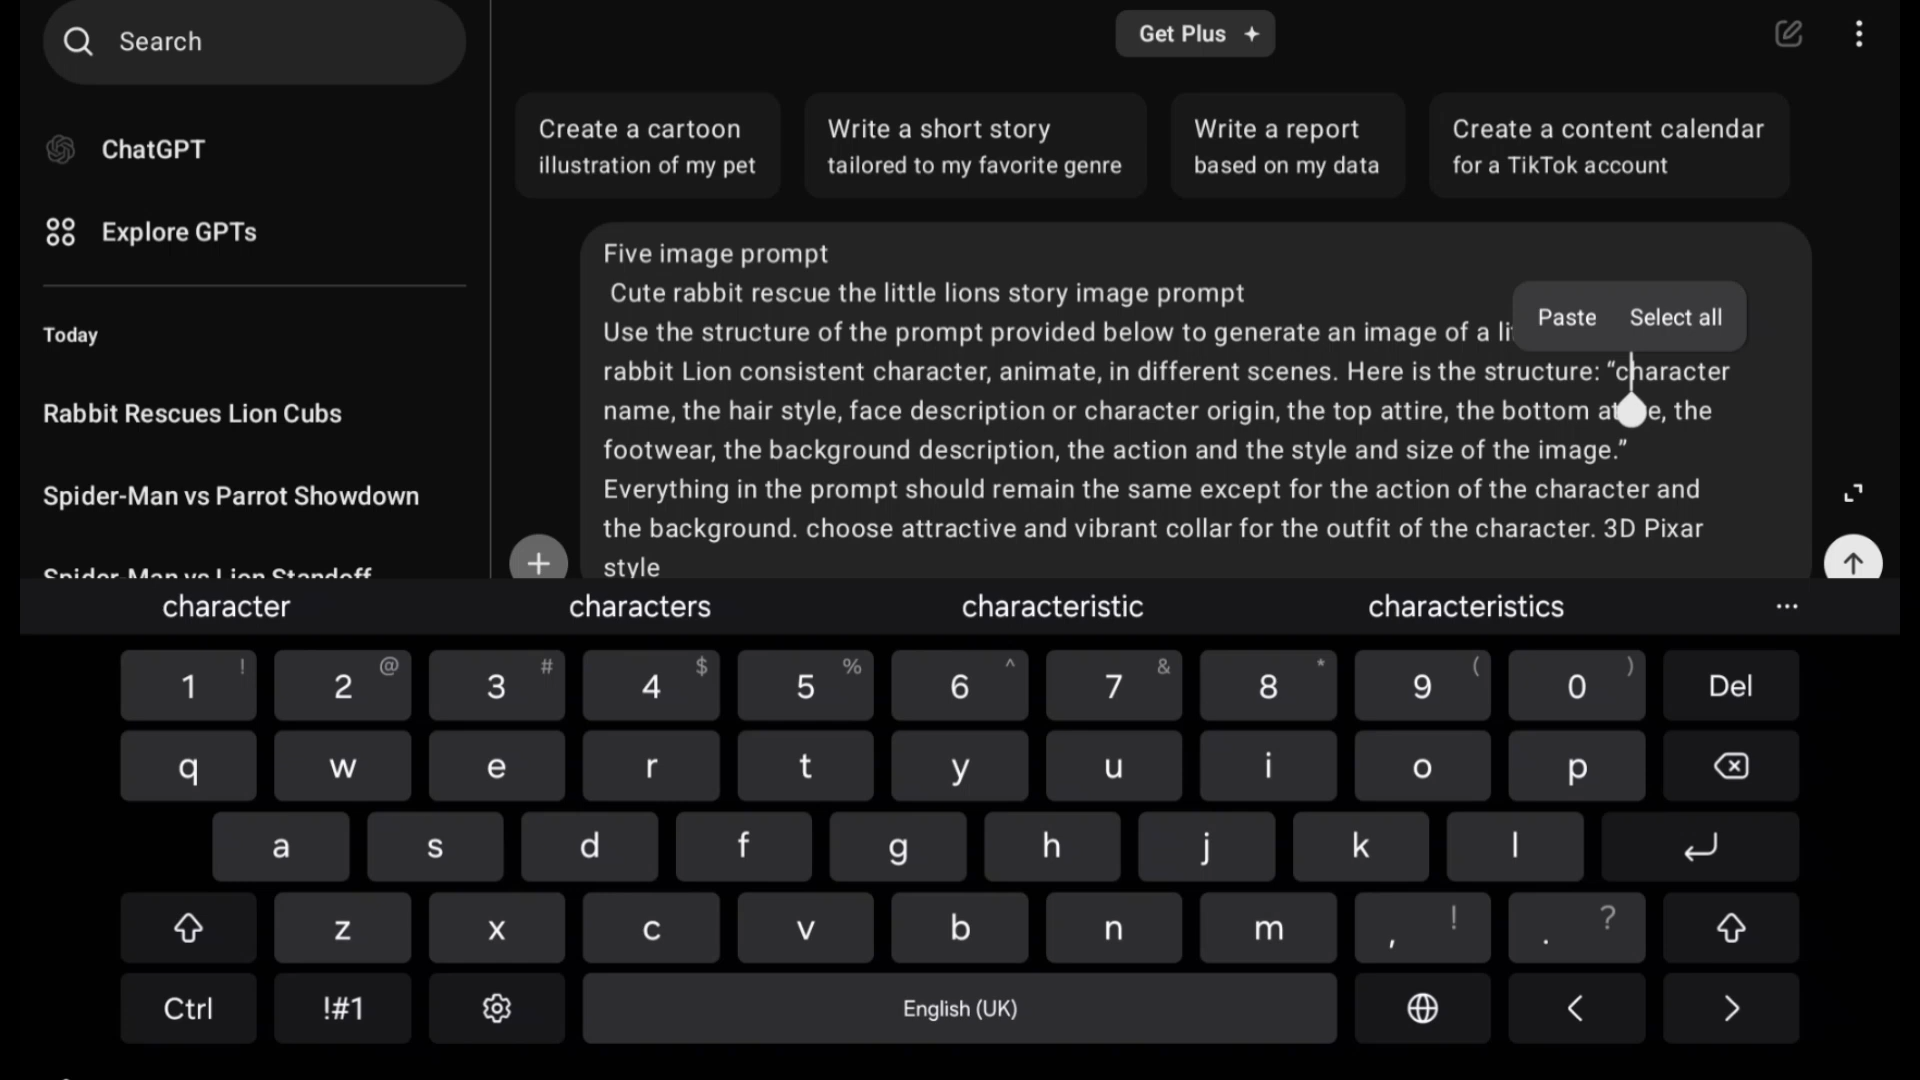 Search
Get Plus
ChatGPT
Explore GPTs
Today
Rabbit Rescues Lion Cubs
Spider-Man vs Parrot Showdown
Spider-Man vs Lion Standoff
Create a cartoon
illustration of my pet
Write a short story
tailored to my favorite genre
Write a report
based on my data
Create a content calendar
for a TikTok account
Five image prompt
Cute rabbit rescue the little lions story image prompt
Use the structure of the prompt provided below to generate an image of a
Paste Select all
rabbit Lion consistent character, animate, in different scenes. Here is the structure: “character
name, the hair style, face description or character origin, the top attire, the bottom the
footwear, the background description, the action and the style and size of the image.”
Everything in the prompt should remain the same except for the action of the character and
the background. choose attractive and vibrant collar for the outfit of the character. 3D Pixar
style
character characters characteristic characteristics ...
1 ! 2 @ 3 # 4 $ 5 % 6 ^ 7 & 8 * 9 ( 0 ) Del
q w e r t y u i o p
a s d f g h j k l
z x c v b n m , ! . ?
Ctrl !#1 English (UK) < >